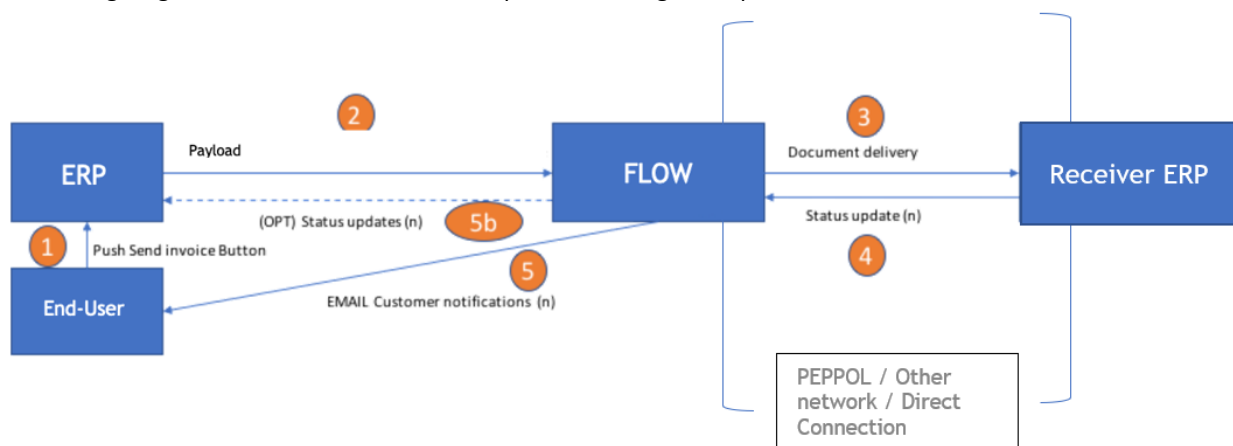 2
3
Payload
Document delivery
ERP
FLOW
Receiver ERP
(OPT) Status updates (n)
5b
Status update (n)
1
Push Send invoice Button
4
5
End-User
EMAIL Customer notifications (n)
PEPPOL / Other
network / Direct
Connection